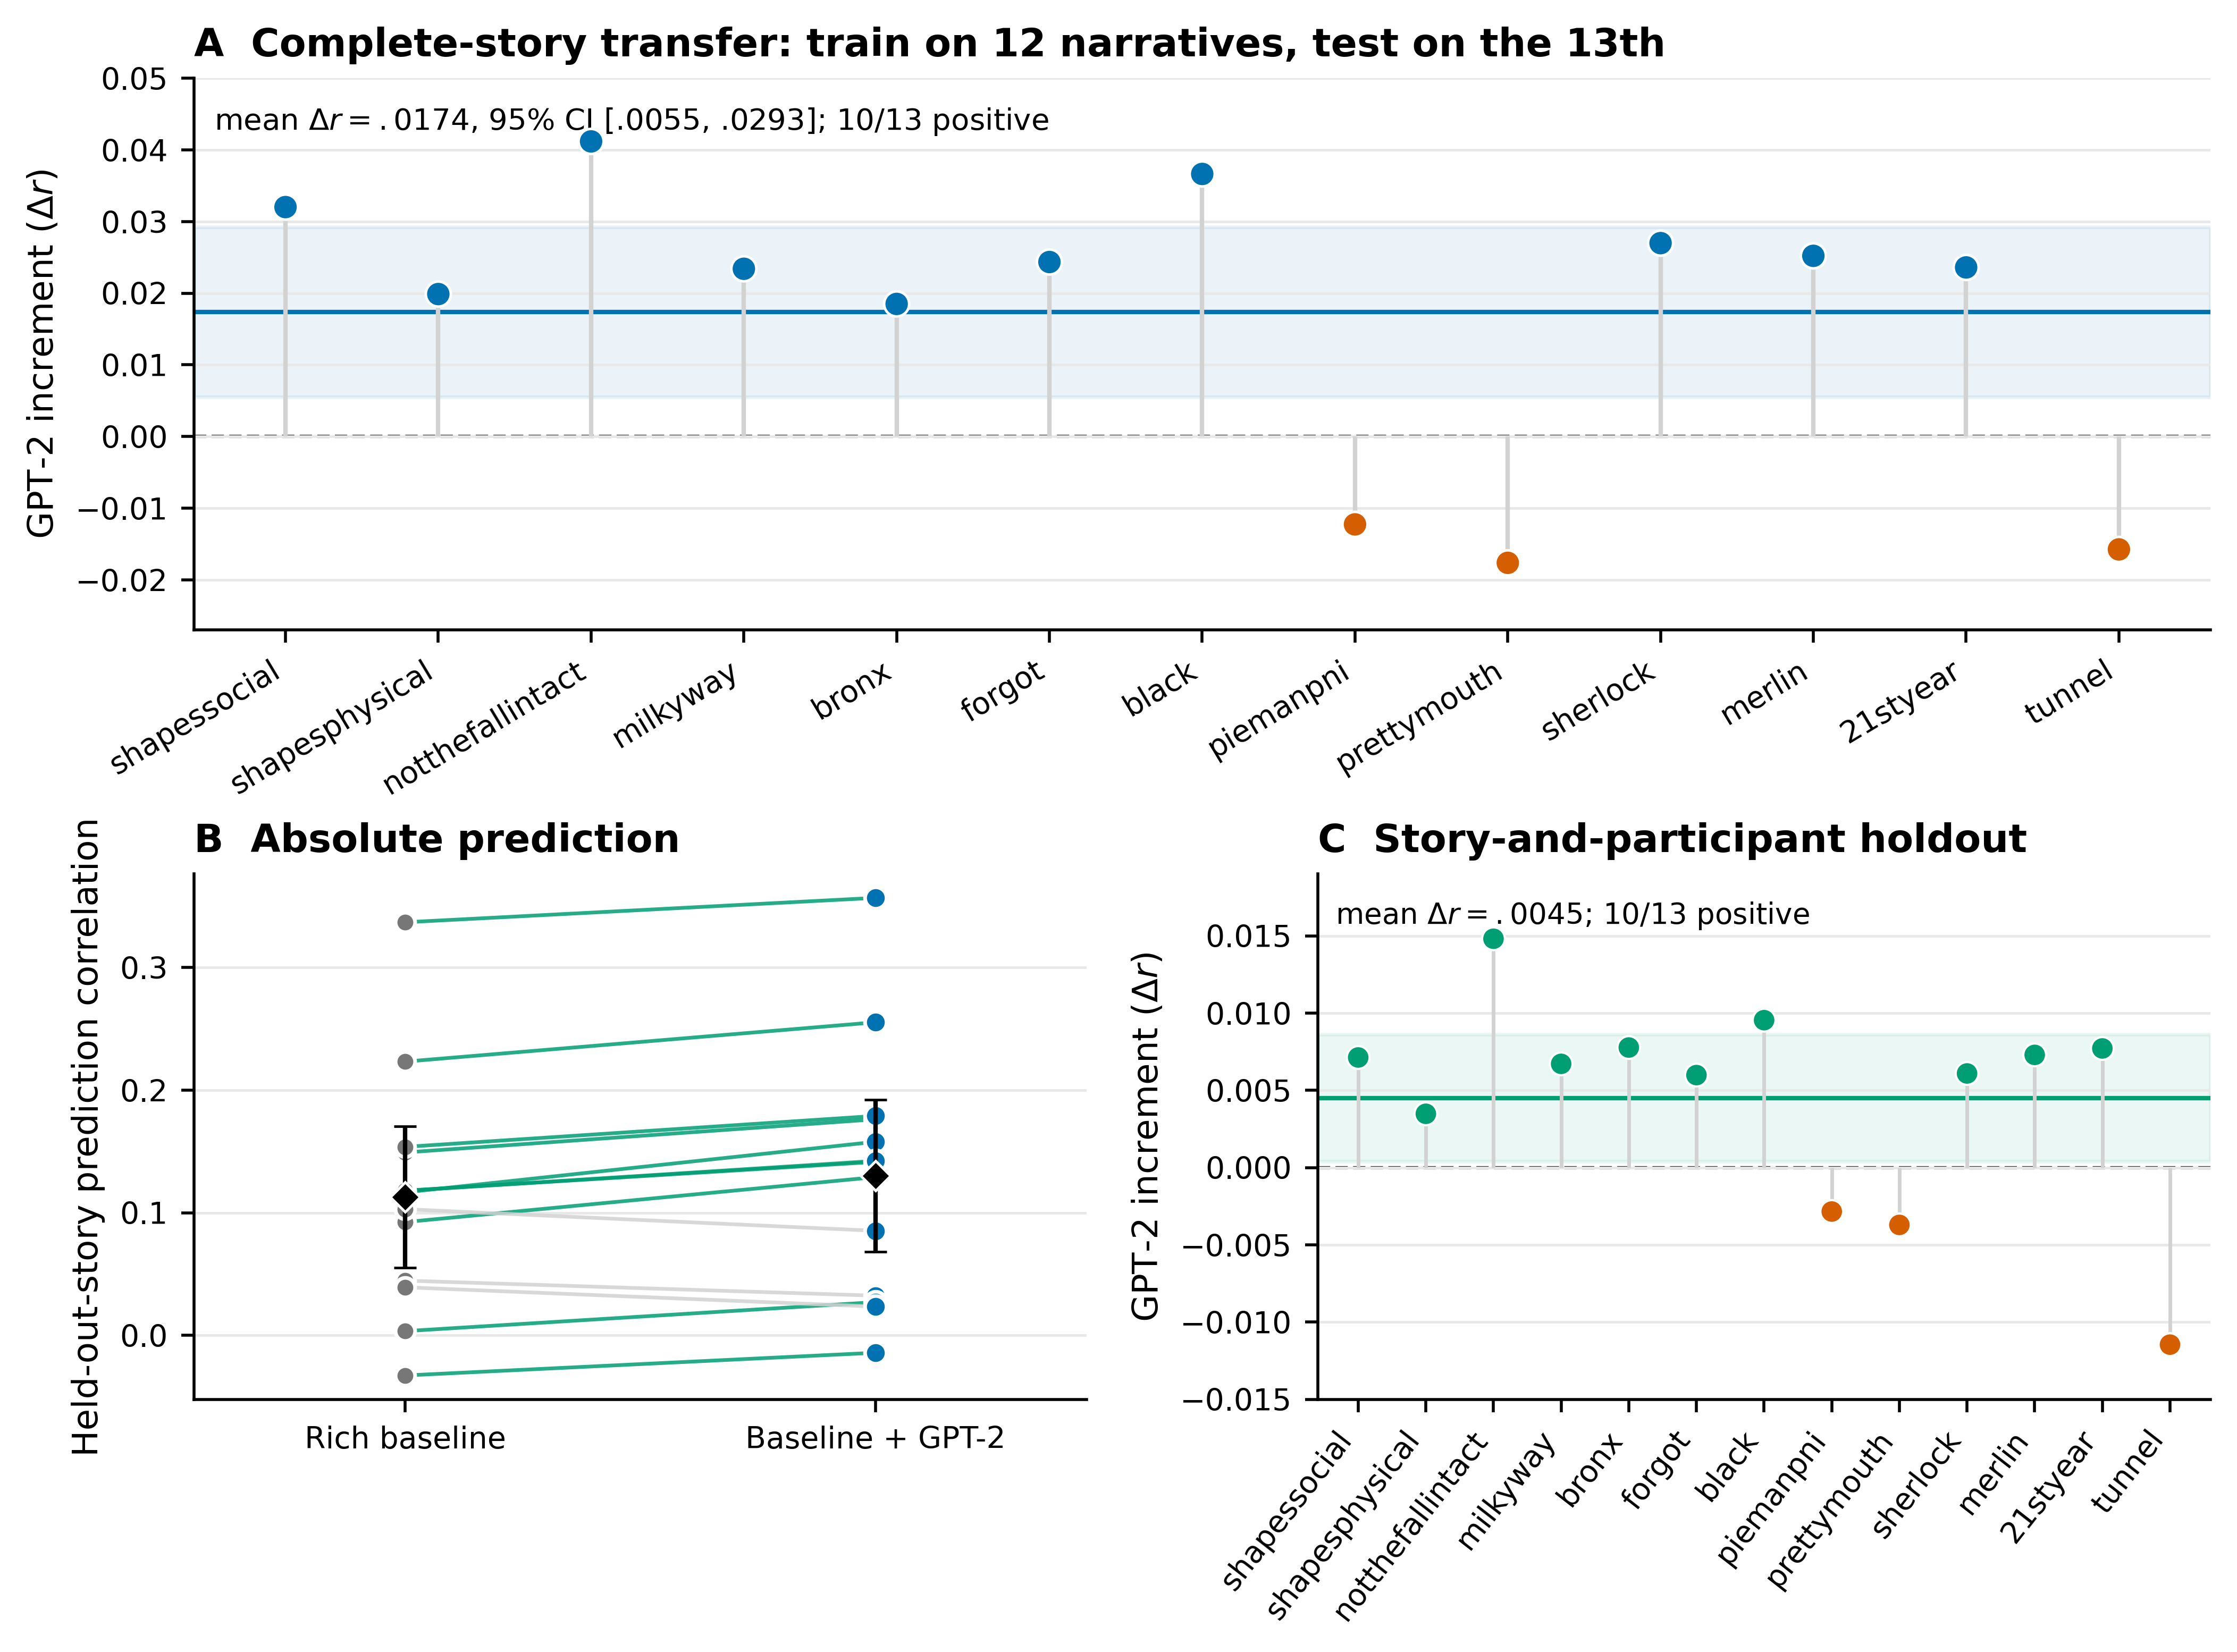 A Complete-story transfer: train on 12 narratives, test on the 13th
GPT-2 increment (Δr)
0.05
0.04
0.03
0.02
0.01
0.00
−0.01
−0.02
mean Δr = .0174, 95% CI [.0055, .0293]; 10/13 positive
shapessocial
shapesphysical
notthefallintact
milkyway
bronx
forgot
black
piemanpni
prettymouth
sherlock
merlin
21styear
tunnel
B Absolute prediction
Held-out-story prediction correlation
0.3
0.2
0.1
0.0
Rich baseline
Baseline + GPT-2
C Story-and-participant holdout
GPT-2 increment (Δr)
mean Δr = .0045; 10/13 positive
0.015
0.010
0.005
0.000
−0.005
−0.010
−0.015
shapessocial
shapesphysical
notthefallintact
milkyway
bronx
forgot
black
piemanpni
prettymouth
sherlock
merlin
21styear
tunnel